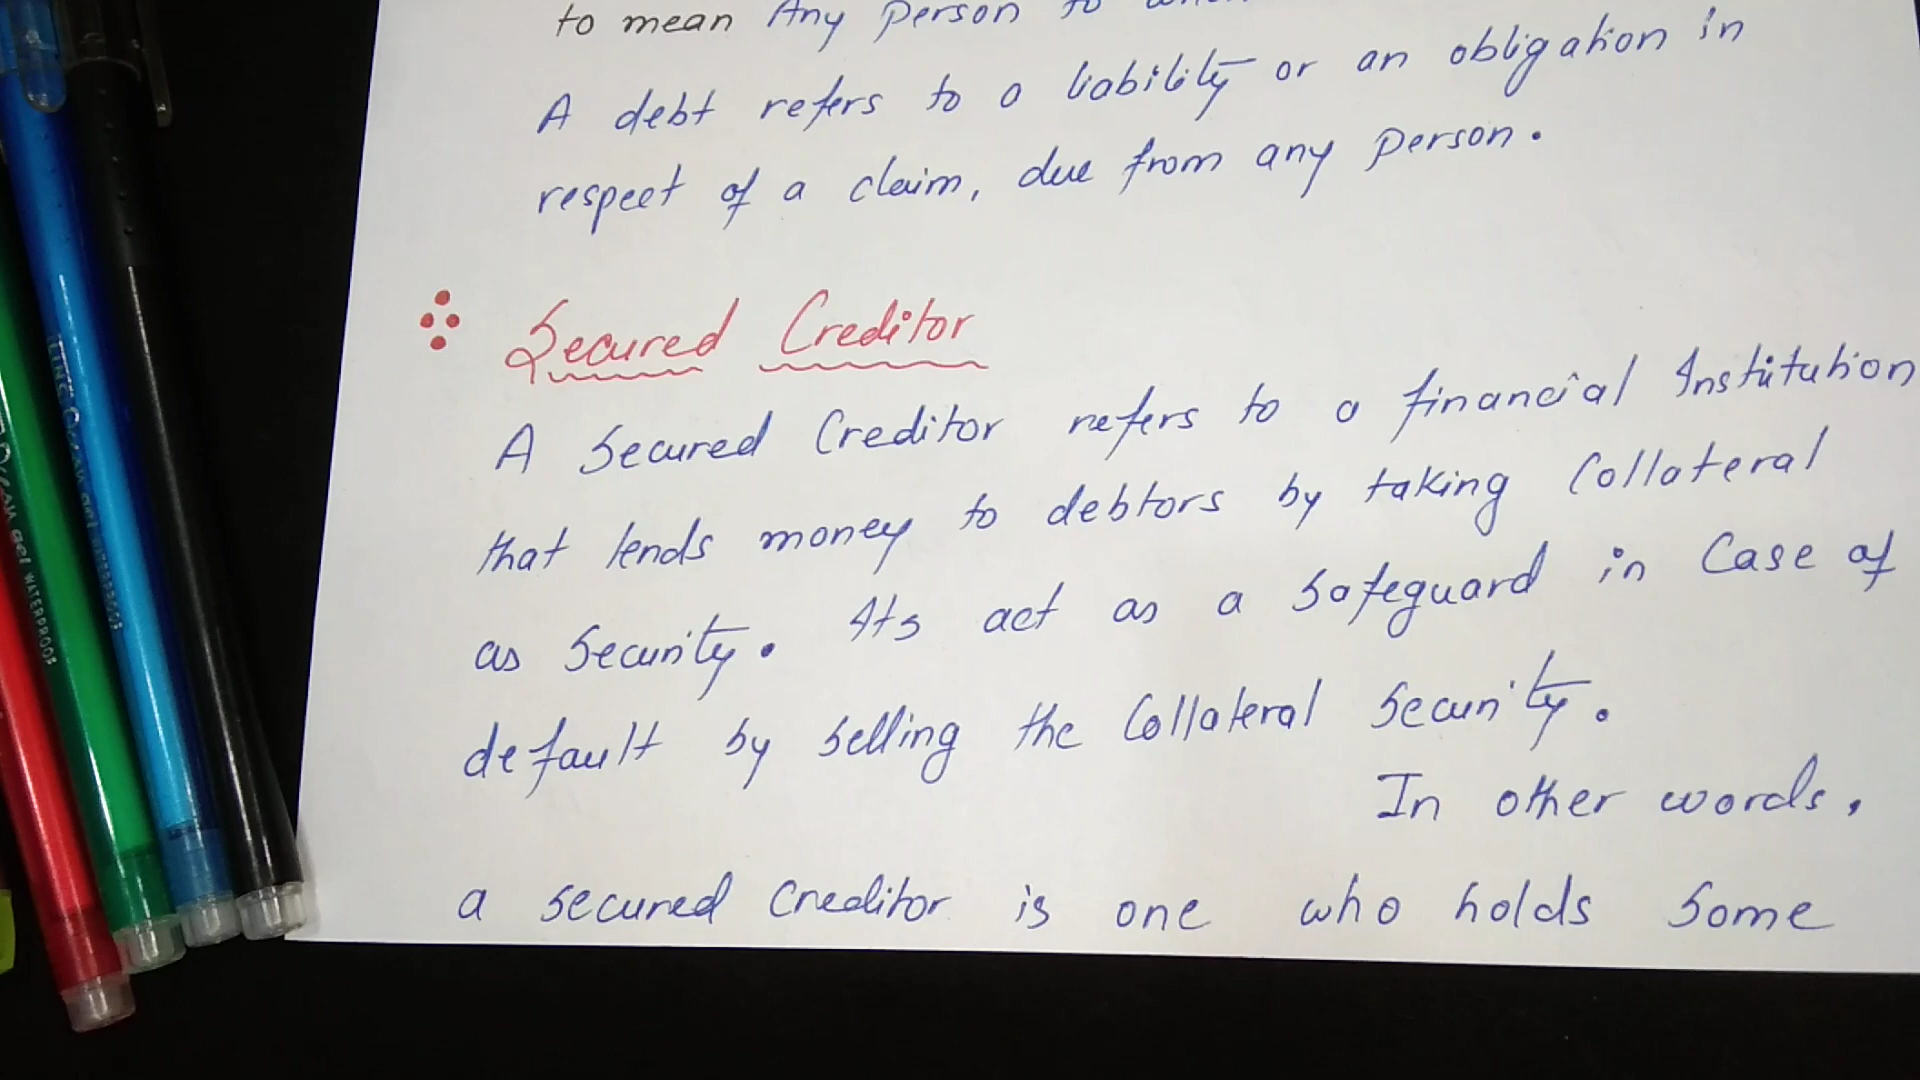 to mean Any Person to
A debt refers to a liability or an obligation in
respect of a claim, due from any person.
Secured Creditor
A Secured Creditor refers to a financial Institution
that lends money to debtors by taking Collateral
as Security. Its act as a Safeguard in Case of
default by Selling the Collateral Security.
In other words,
a secured Creditor is one who holds Some
WATERPROOF